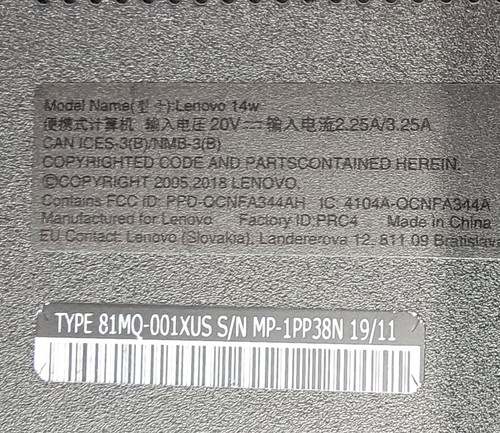 Model Name(型号):Lenovo 14w
便携式计算机 输入电压 20V⎓输入电流2.25A/3.25A
CAN ICES-3(B)/NMB-3(B)
COPYRIGHTED CODE AND PARTSCONTAINED HEREIN.
©COPYRIGHT 2005,2018 LENOVO.
Contains FCC ID: PPD-QCNFA344AH IC: 4104A-QCNFA344A
Manufactured for Lenovo Factory ID:PRC4 Made in China
EU Contact: Lenovo (Slovakia), Landererova 12, 811 09 Bratislav
TYPE 81MQ-001XUS S/N MP-1PP38N 19/11